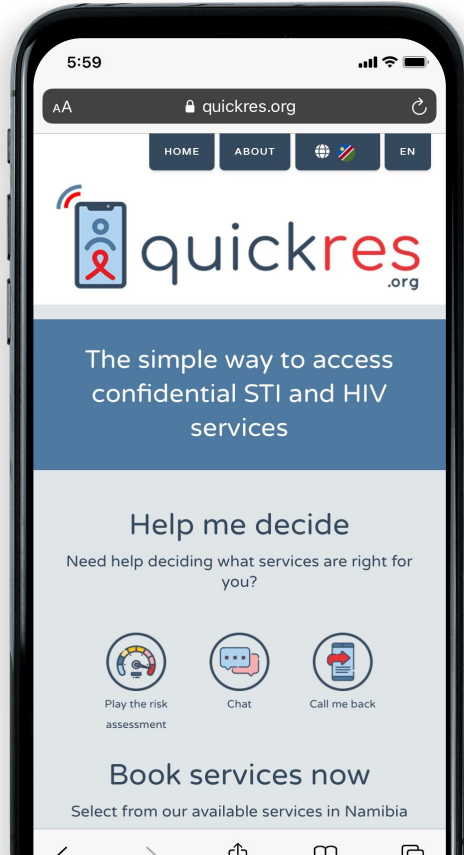 5:59
AA quickres.org
HOME ABOUT EN
quickres
.org
The simple way to access
confidential STI and HIV
services
Help me decide
Need help deciding what services are right for
you?
Play the risk
assessment
Chat
Call me back
Book services now
Select from our available services in Namibia